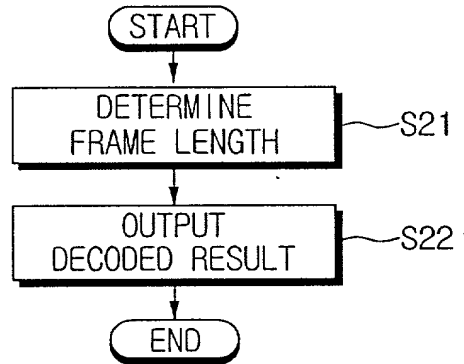 START
DETERMINE
FRAME LENGTH
S21
OUTPUT
DECODED RESULT
S22
END